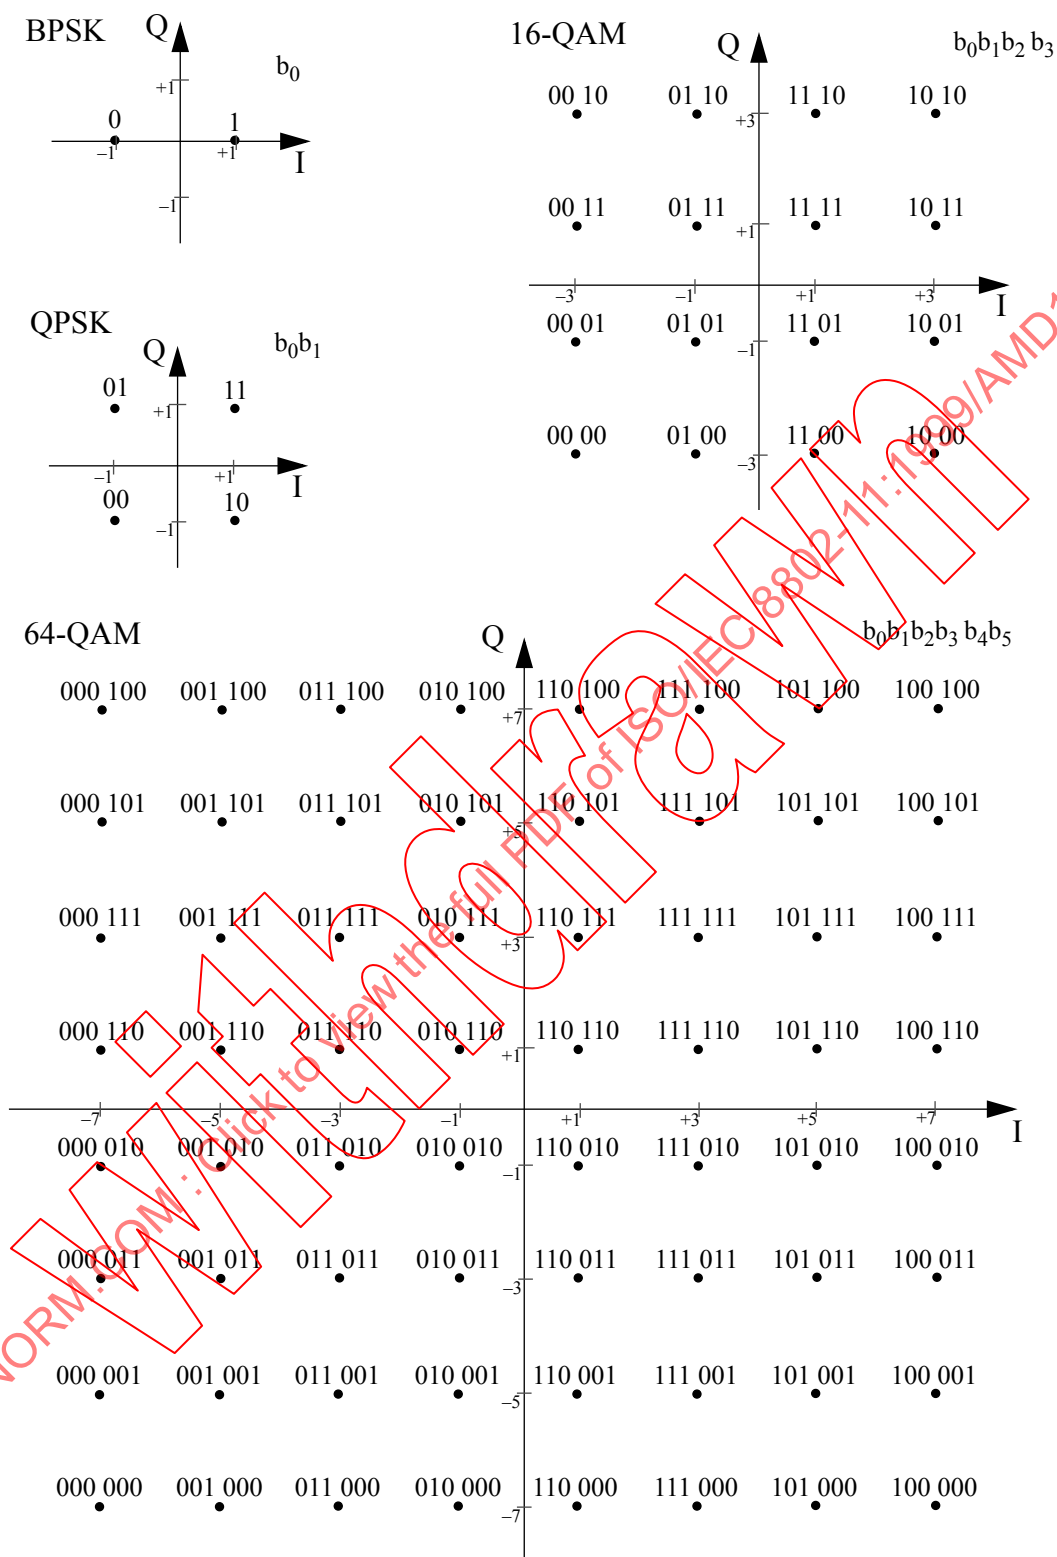 BPSK
Q
b0
+1
0 1
−1 +1
I
−1
16-QAM
Q
b0b1b2 b3
00 10 01 10 11 10 10 10
+3
00 11 01 11 11 11 10 11
+1
−3 −1 +1 +3
I
00 01 01 01 11 01 10 01
−1
00 00 01 00 11 00 10 00
−3
QPSK
Q
b0b1
01 11
+1
−1 +1
I
00 10
−1
64-QAM
Q
b0b1b2b3 b4b5
000 100 001 100 011 100 010 100 110 100 111 100 101 100 100 100
+7
000 101 001 101 011 101 010 101 110 101 111 101 101 101 100 101
+5
000 111 001 111 011 111 010 111 110 111 111 111 101 111 100 111
+3
000 110 001 110 011 110 010 110 110 110 111 110 101 110 100 110
+1
−7 −5 −3 −1 +1 +3 +5 +7
I
000 010 001 010 011 010 010 010 110 010 111 010 101 010 100 010
−1
000 011 001 011 011 011 010 011 110 011 111 011 101 011 100 011
−3
000 001 001 001 011 001 010 001 110 001 111 001 101 001 100 001
−5
000 000 001 000 011 000 010 000 110 000 111 000 101 000 100 000
−7
Withdrawn
NORM.COM : Click to view the full PDF of ISO/IEC 8802-11:1999/AMD1